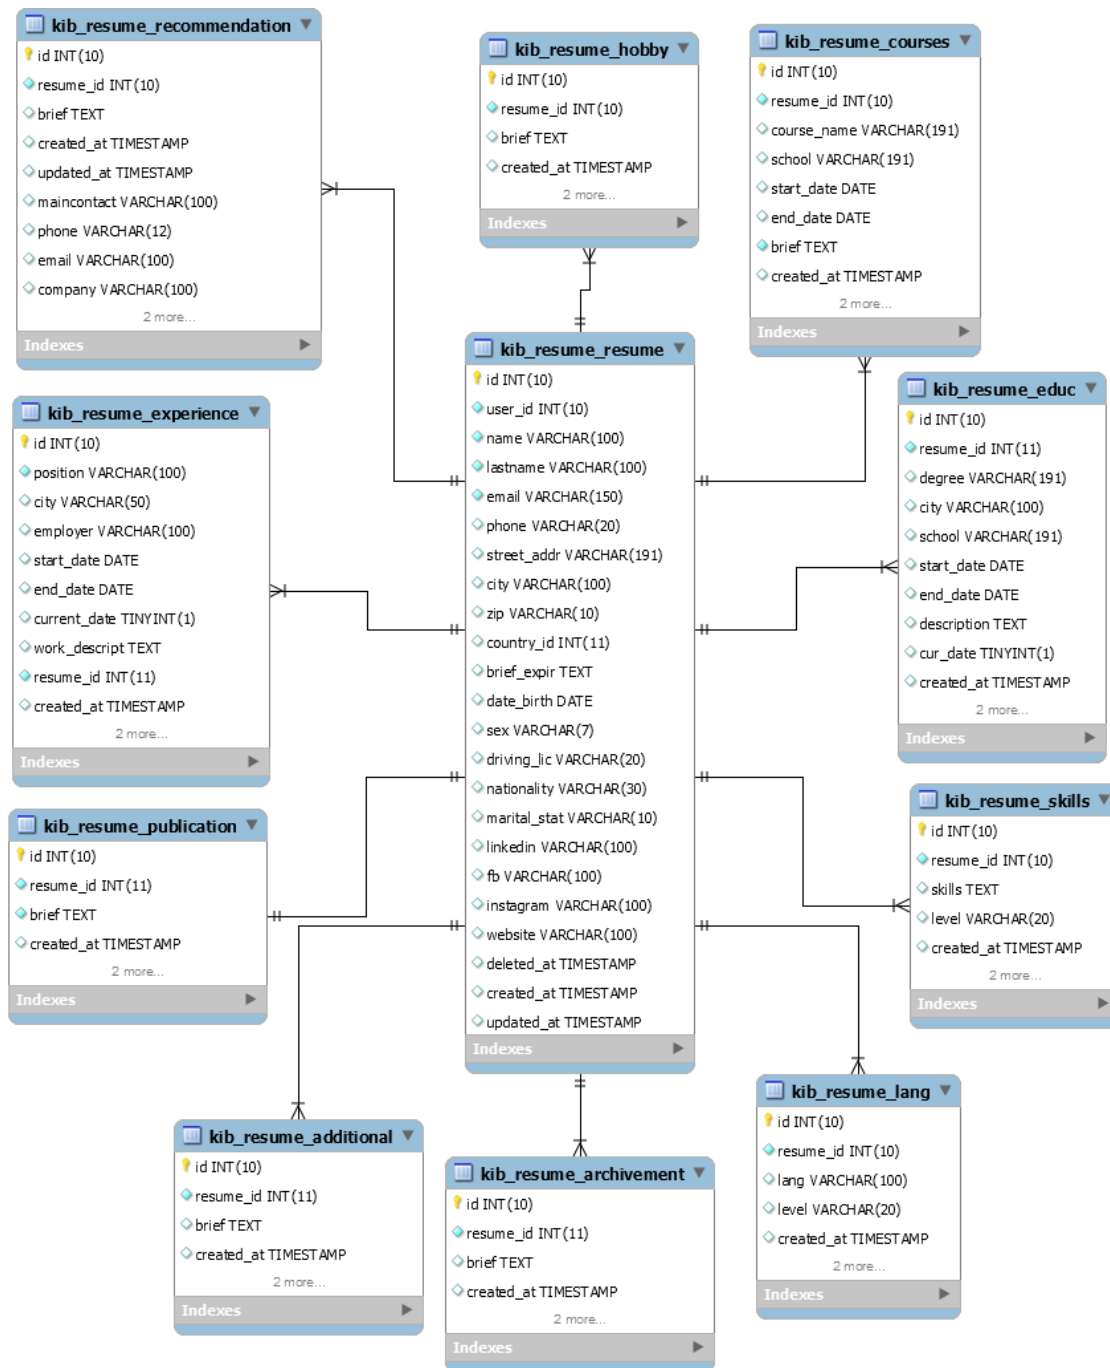 kib_resume_recommendation
id INT(10)
resume_id INT(10)
brief TEXT
created_at TIMESTAMP
updated_at TIMESTAMP
maincontact VARCHAR(100)
phone VARCHAR(12)
email VARCHAR(100)
company VARCHAR(100)
2 more...
Indexes
kib_resume_hobby
id INT(10)
resume_id INT(10)
brief TEXT
created_at TIMESTAMP
2 more...
Indexes
kib_resume_courses
id INT(10)
resume_id INT(10)
course_name VARCHAR(191)
school VARCHAR(191)
start_date DATE
end_date DATE
brief TEXT
created_at TIMESTAMP
2 more...
Indexes
kib_resume_experience
id INT(10)
position VARCHAR(100)
city VARCHAR(50)
employer VARCHAR(100)
start_date DATE
end_date DATE
current_date TINYINT(1)
work_descript TEXT
resume_id INT(11)
created_at TIMESTAMP
2 more...
Indexes
kib_resume_resume
id INT(10)
user_id INT(10)
name VARCHAR(100)
lastname VARCHAR(100)
email VARCHAR(150)
phone VARCHAR(20)
street_addr VARCHAR(191)
city VARCHAR(100)
zip VARCHAR(10)
country_id INT(11)
brief_expir TEXT
date_birth DATE
sex VARCHAR(7)
driving_lic VARCHAR(20)
nationality VARCHAR(30)
marital_stat VARCHAR(10)
linkedin VARCHAR(100)
fb VARCHAR(100)
instagram VARCHAR(100)
website VARCHAR(100)
deleted_at TIMESTAMP
created_at TIMESTAMP
updated_at TIMESTAMP
Indexes
kib_resume_educ
id INT(10)
resume_id INT(11)
degree VARCHAR(191)
city VARCHAR(100)
school VARCHAR(191)
start_date DATE
end_date DATE
description TEXT
cur_date TINYINT(1)
created_at TIMESTAMP
2 more...
Indexes
kib_resume_publication
id INT(10)
resume_id INT(11)
brief TEXT
created_at TIMESTAMP
2 more...
Indexes
kib_resume_skills
id INT(10)
resume_id INT(10)
skills TEXT
level VARCHAR(20)
created_at TIMESTAMP
2 more...
Indexes
kib_resume_additional
id INT(10)
resume_id INT(11)
brief TEXT
created_at TIMESTAMP
2 more...
Indexes
kib_resume_archivement
id INT(10)
resume_id INT(11)
brief TEXT
created_at TIMESTAMP
2 more...
Indexes
kib_resume_lang
id INT(10)
resume_id INT(10)
lang VARCHAR(100)
level VARCHAR(20)
created_at TIMESTAMP
2 more...
Indexes